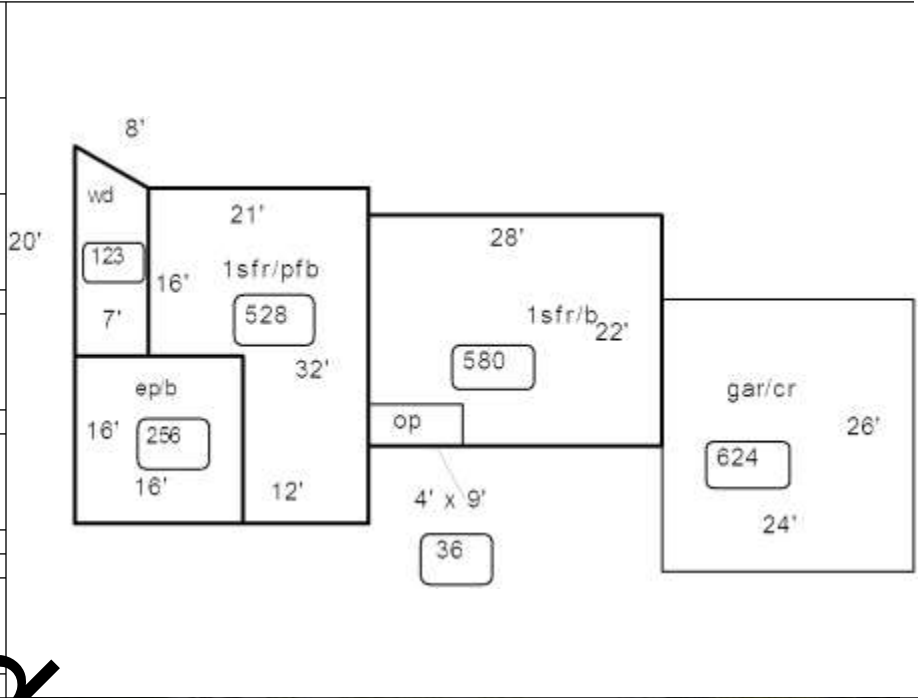 8'
wd
21'
20'
28'
123
16'
1sfr/pfb
528
1sfr/b
22'
7'
32'
580
ep/b
gar/cr
op
16'
256
26'
624
16'
12'
4' x 9'
24'
36